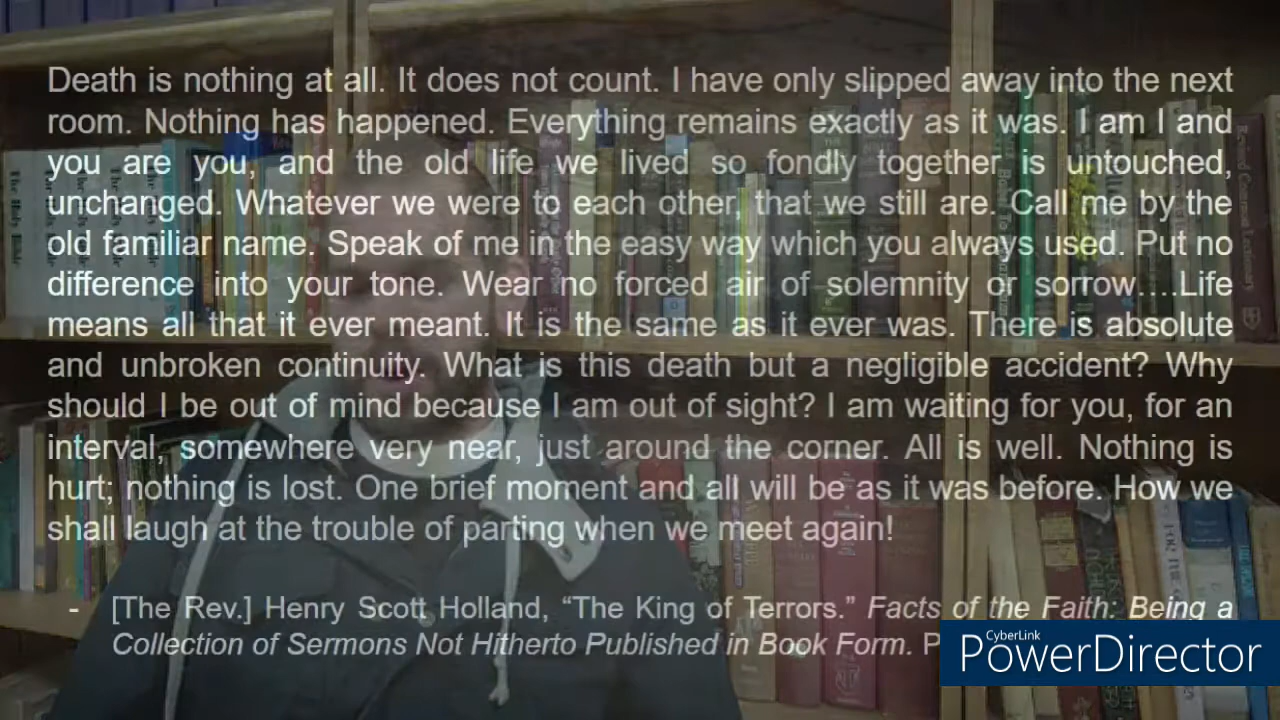 Death is nothing at all. It does not count. I have only slipped away into the next
room. Nothing has happened. Everything remains exactly as it was. I am I and
you are you, and the old life we lived so fondly together is untouched,
unchanged. Whatever we were to each other, that we still are. Call me by the
old familiar name. Speak of me in the easy way which you always used. Put no
difference into your tone. Wear no forced air of solemnity or sorrow….Life
means all that it ever meant. It is the same as it ever was. There is absolute
and unbroken continuity. What is this death but a negligible accident? Why
should I be out of mind because I am out of sight? I am waiting for you, for an
interval, somewhere very near, just around the corner. All is well. Nothing is
hurt; nothing is lost. One brief moment and all will be as it was before. How we
shall laugh at the trouble of parting when we meet again!
- [The Rev.] Henry Scott Holland, “The King of Terrors.” Facts of the Faith: Being a
Collection of Sermons Not Hitherto Published in Book Form. P
CyberLink
PowerDirector